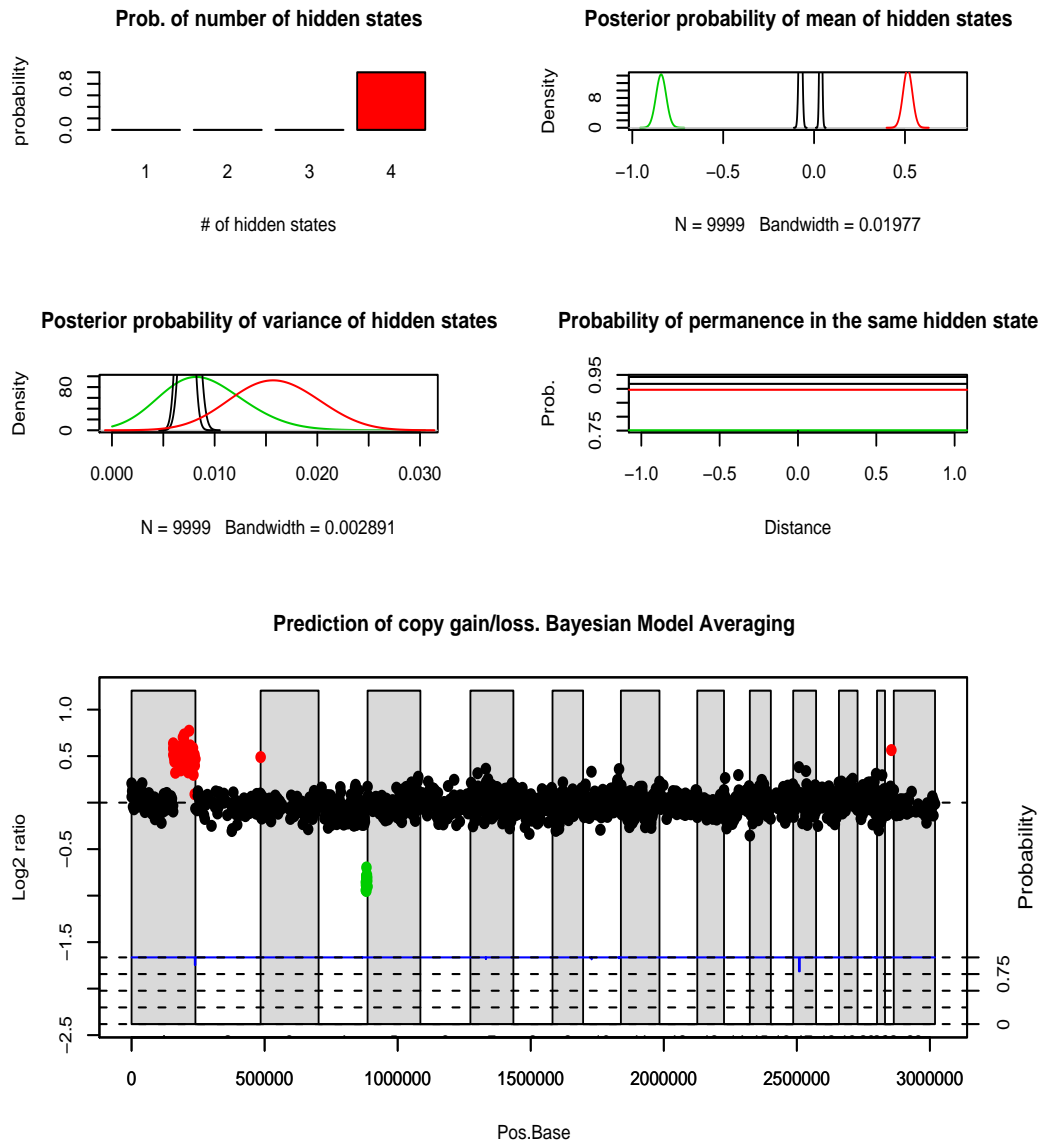 Prob. of number of hidden states
probability
0.0
0.8
1 2 3 4
# of hidden states
Posterior probability of mean of hidden states
Density
0
8
−1.0 −0.5 0.0 0.5
N = 9999 Bandwidth = 0.01977
Posterior probability of variance of hidden states
Density
0
80
0.000 0.010 0.020 0.030
N = 9999 Bandwidth = 0.002891
Probability of permanence in the same hidden state
Prob.
0.75
0.95
−1.0 −0.5 0.0 0.5 1.0
Distance
Prediction of copy gain/loss. Bayesian Model Averaging
Log2 ratio
1.0
0.5
0.0
−0.5
−1.5
−2.5
Probability
0.75
0
0 500000 1000000 1500000 2000000 2500000 3000000
Pos.Base